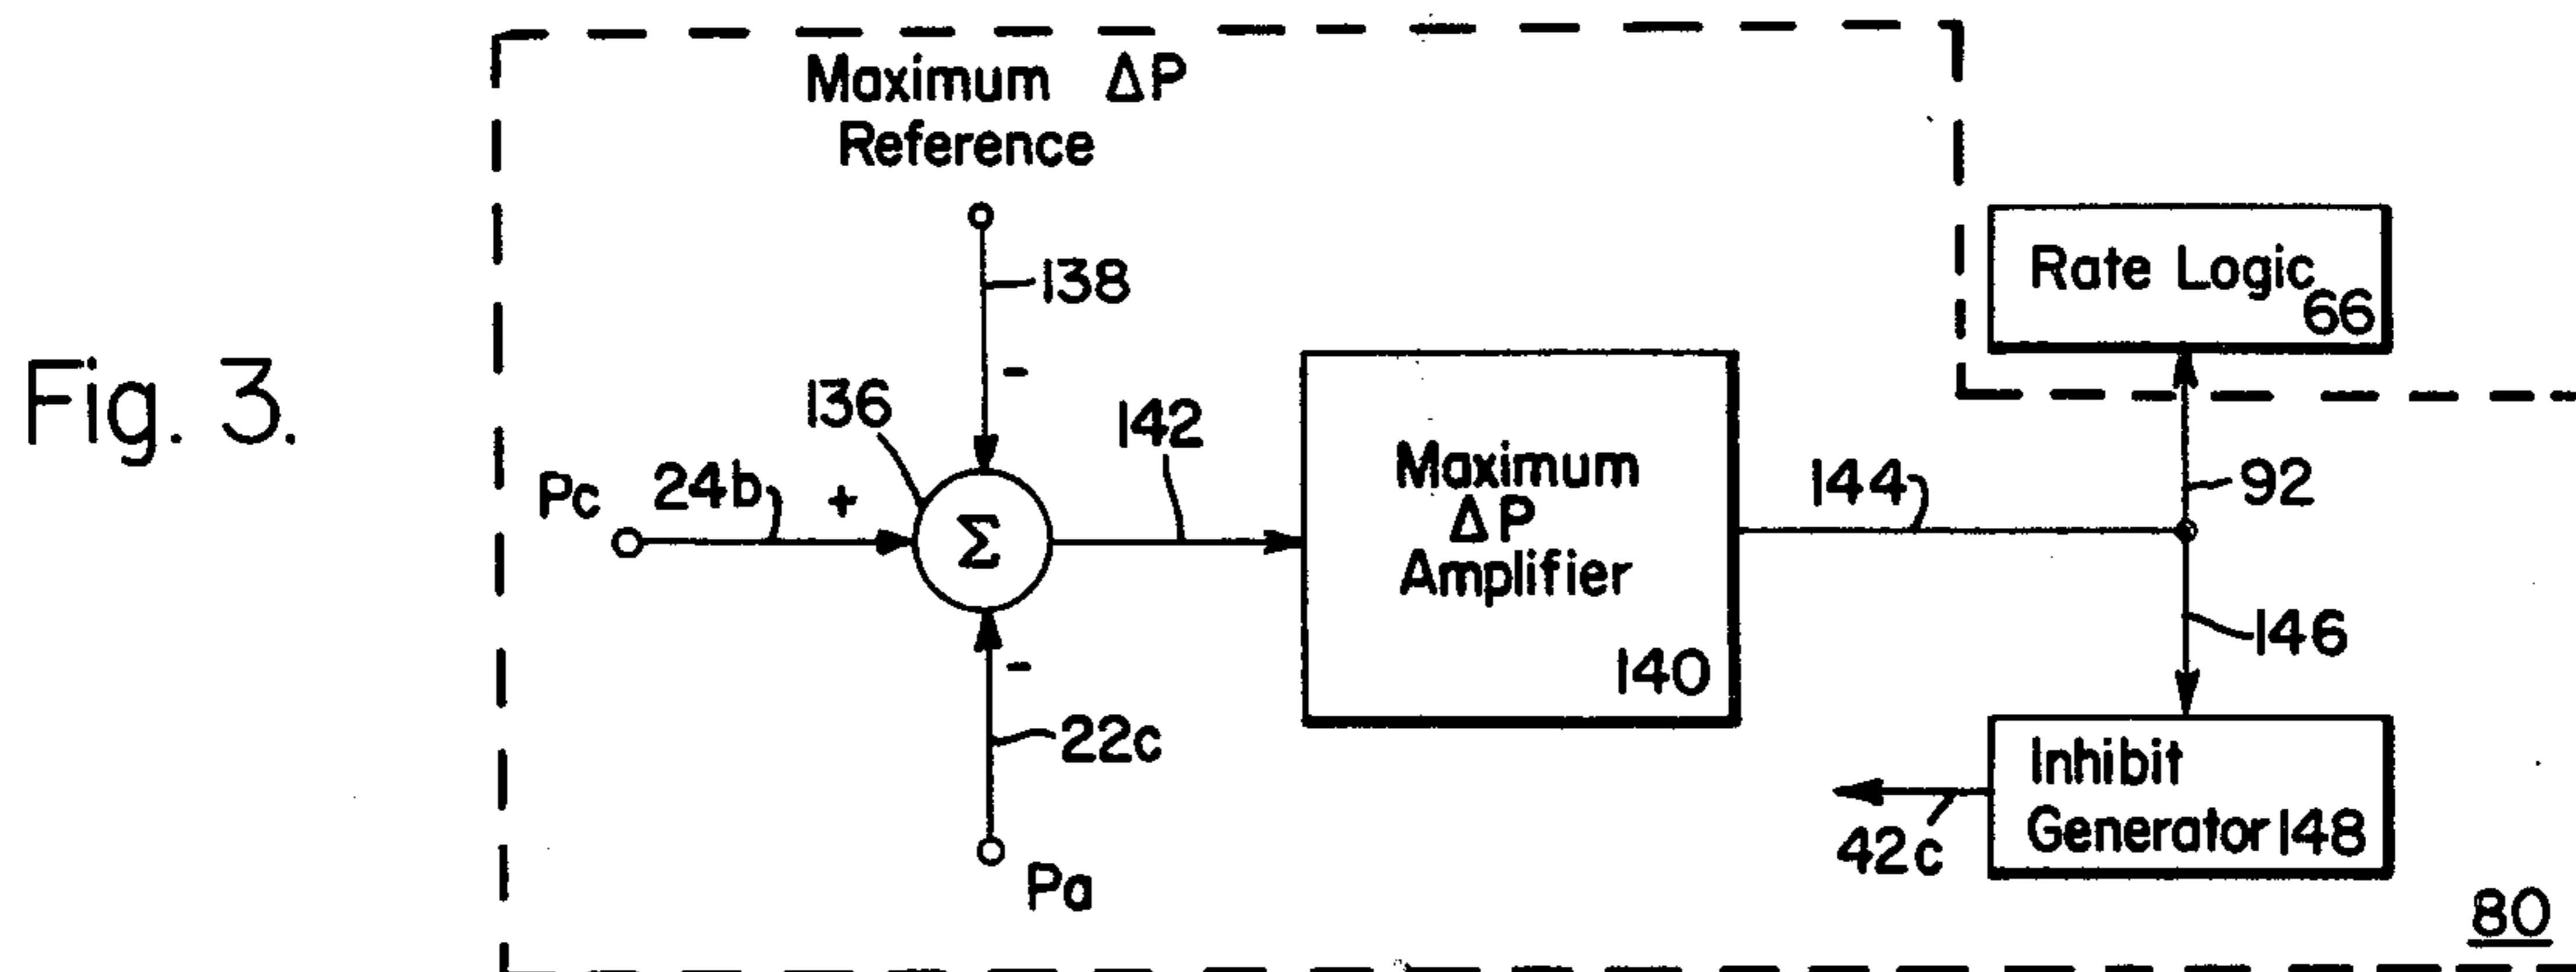 Fig. 3.
Maximum ΔP
Reference
138
-
136
Pc
24b
+
Σ
142
-
22c
Pa
Maximum
ΔP
Amplifier
140
144
Rate Logic
66
92
146
Inhibit
Generator 148
42c
80